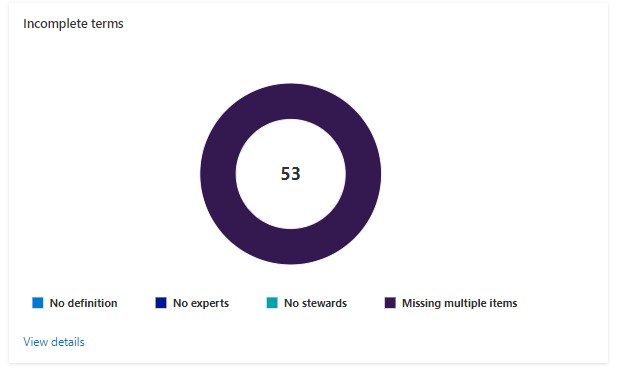 Incomplete terms
53
No definition No experts No stewards Missing multiple items
View details